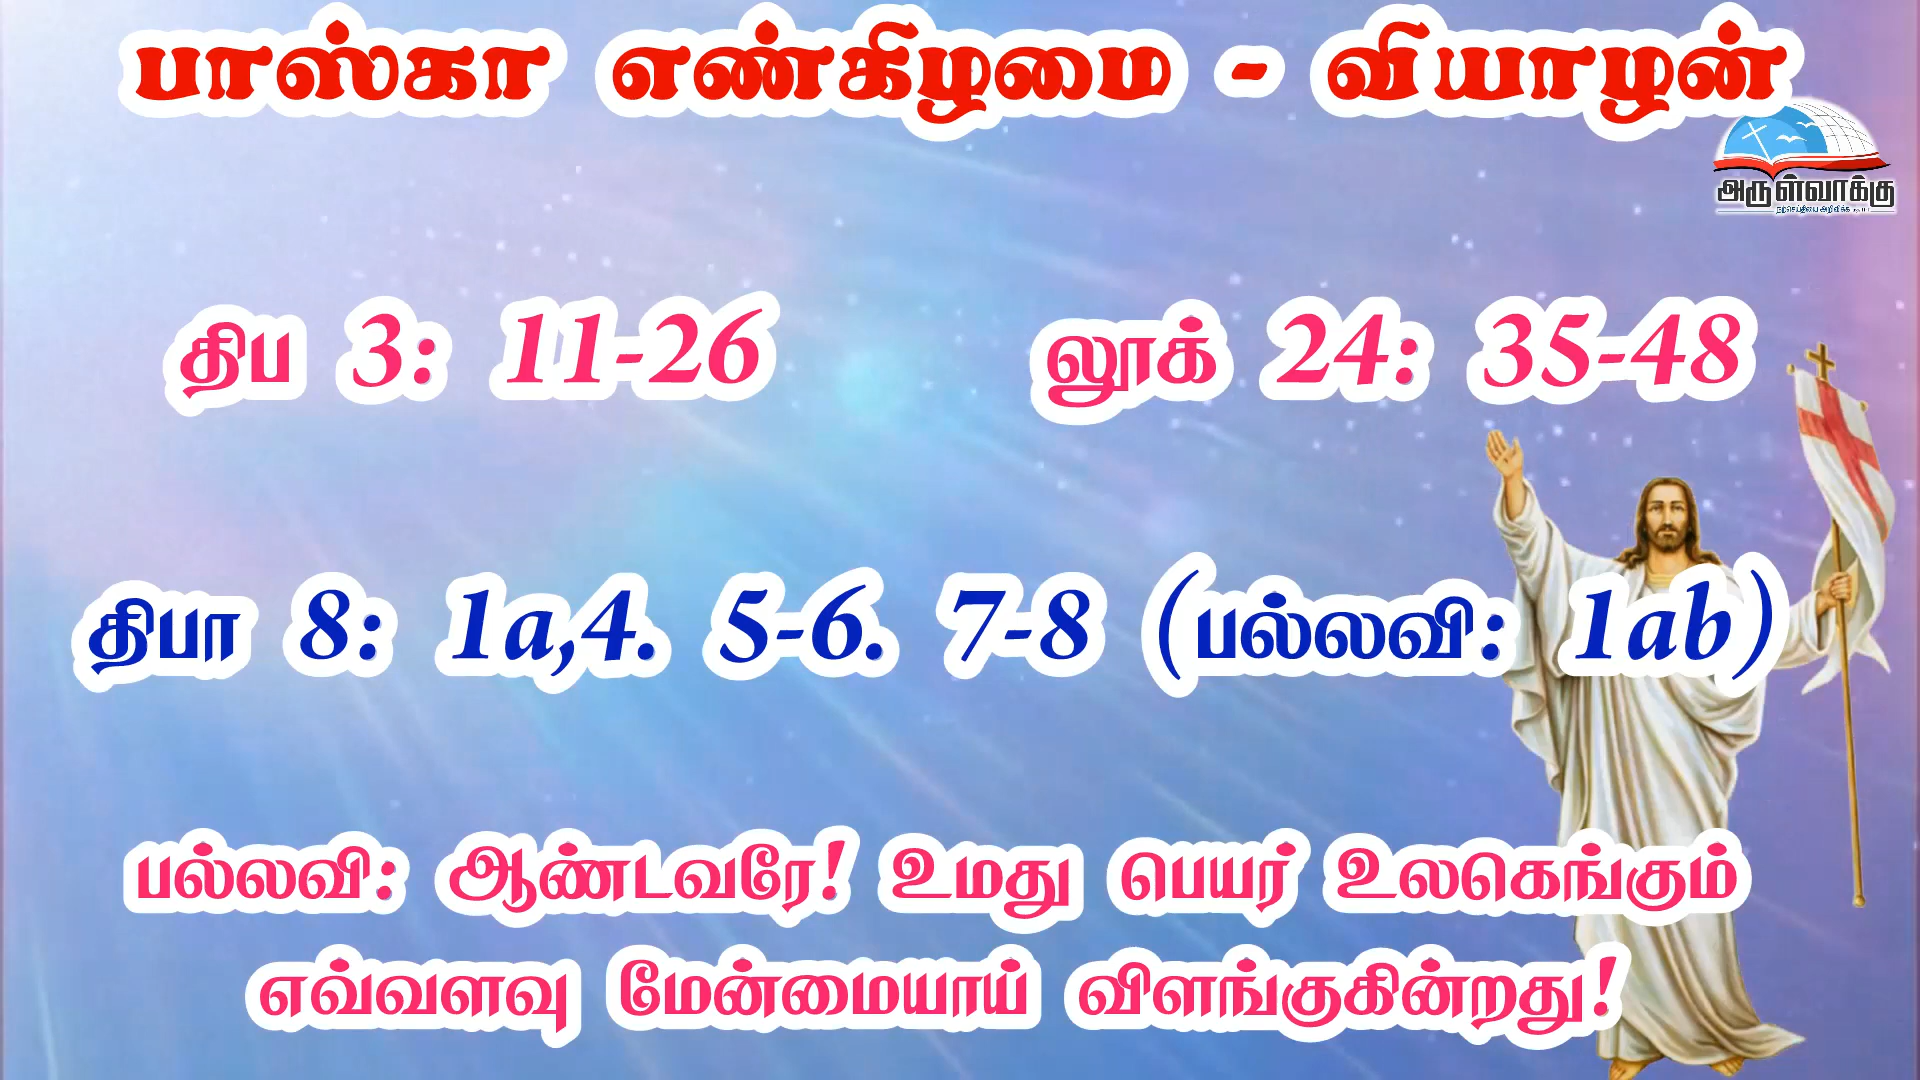 பாஸ்கா எண்கிழமை - வியாழன்
அருள்வாக்கு
திப 3: 11-26
லூக் 24: 35-48
திபா 8: 1a,4. 5-6. 7-8 (பல்லவி: 1ab)
பல்லவி: ஆண்டவரே! உமது பெயர் உலகெங்கும்
எவ்வளவு மேன்மையாய் விளங்குகின்றது!